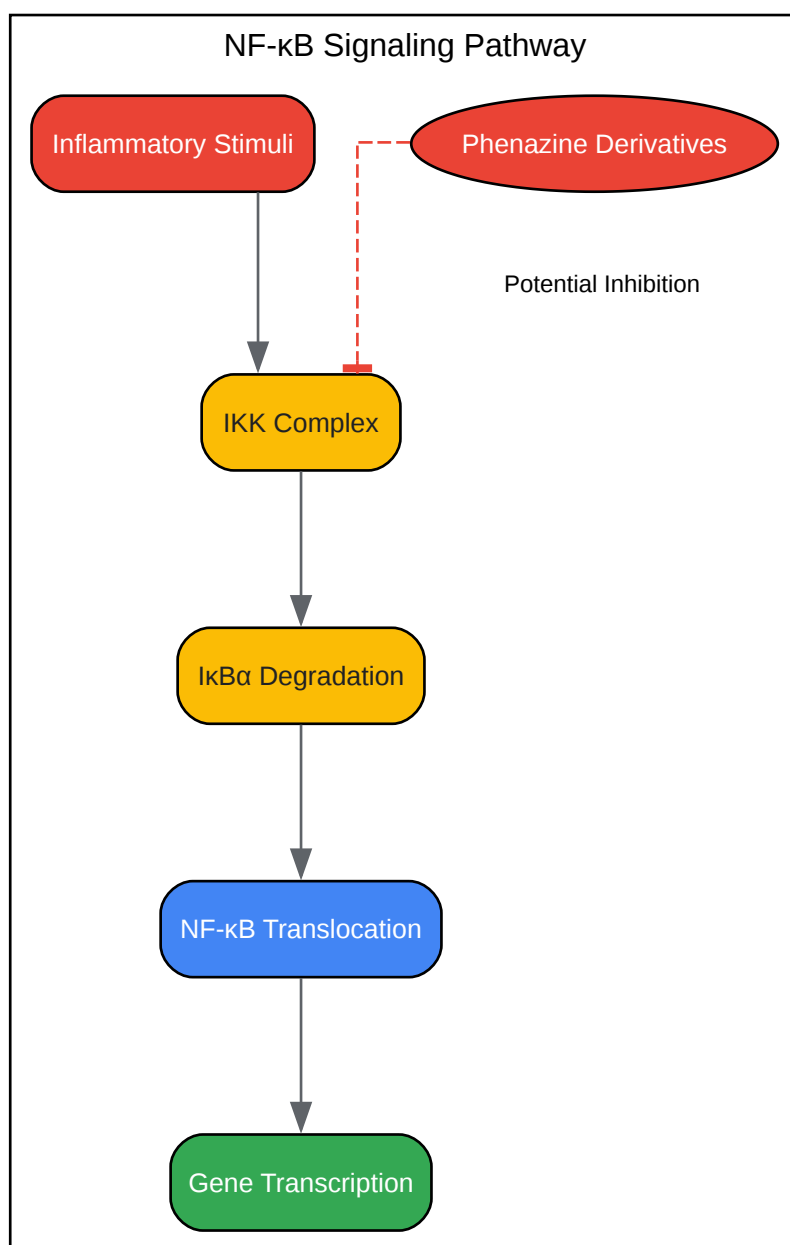 NF-κB Signaling Pathway
Inflammatory Stimuli
Phenazine Derivatives
Potential Inhibition
IKK Complex
IκBα Degradation
NF-κB Translocation
Gene Transcription